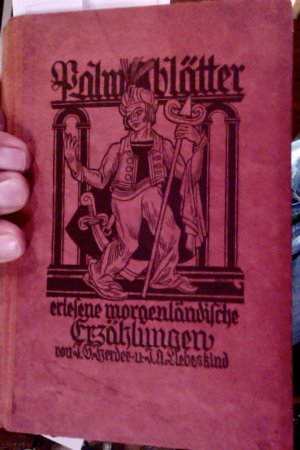 Palmblätter
erlesene morgenländische
Erzählungen
von J.G.Herder u. J.A.Liebeskind